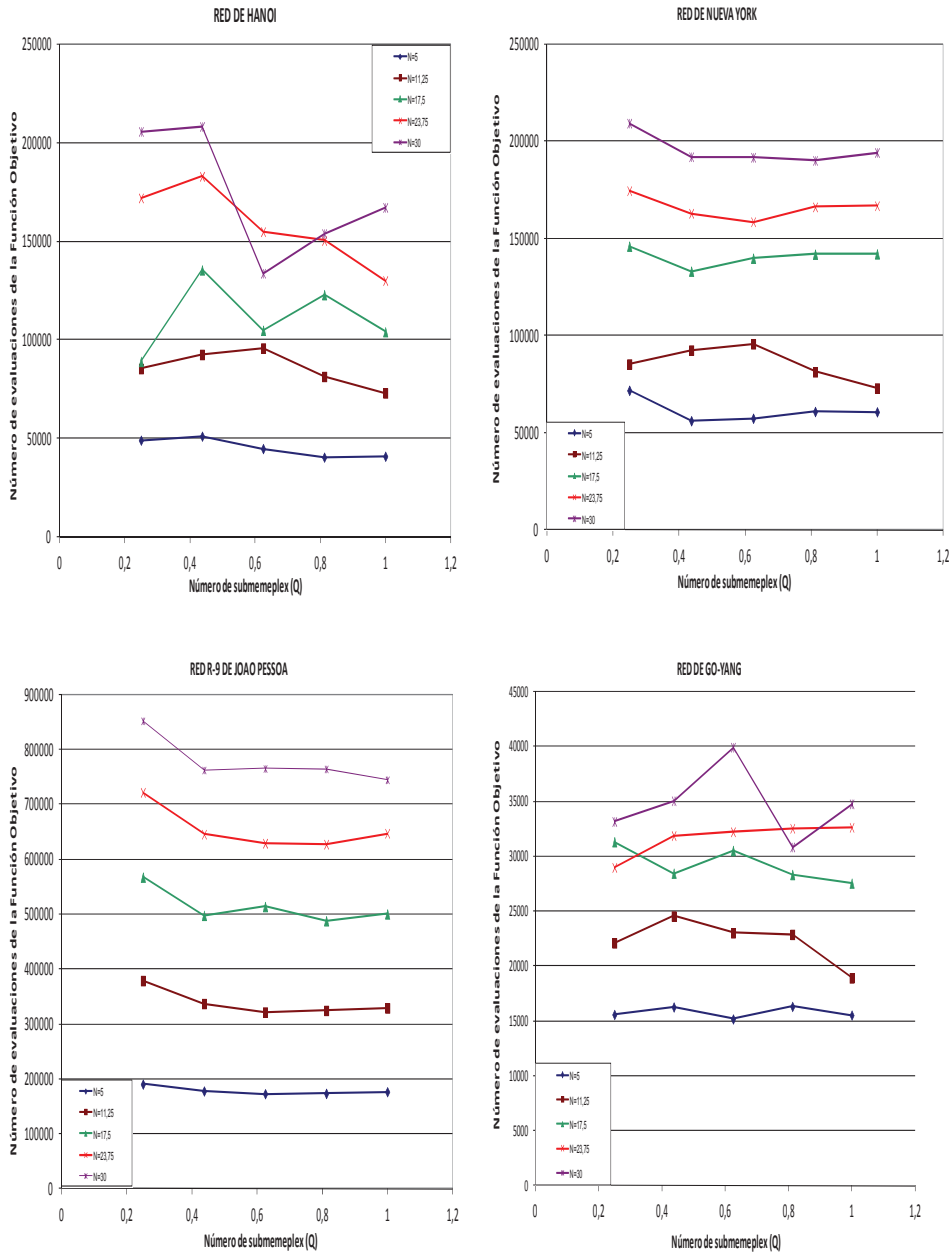 RED DE HANOI
Número de evaluaciones de la Función Objetivo
250000
200000
150000
100000
50000
0
0 0,2 0,4 0,6 0,8 1 1,2
Número de submemeplex (Q)
N=5
N=11,25
N=17,5
N=23,75
N=30
RED DE NUEVA YORK
Número de evaluaciones de la Función Objetivo
250000
200000
150000
100000
50000
0
0 0,2 0,4 0,6 0,8 1 1,2
Número de submemeplex (Q)
N=5
N=11,25
N=17,5
N=23,75
N=30
RED R-9 DE JOAO PESSOA
Número de evaluaciones de la Función Objetivo
900000
800000
700000
600000
500000
400000
300000
200000
100000
0
0 0,2 0,4 0,6 0,8 1 1,2
Número de submemeplex (Q)
N=5
N=11,25
N=17,5
N=23,75
N=30
RED DE GO-YANG
Número de evaluaciones de la Función Objetivo
45000
40000
35000
30000
25000
20000
15000
10000
5000
0
0 0,2 0,4 0,6 0,8 1 1,2
Número de submemeplex (Q)
N=5
N=11,25
N=17,5
N=23,75
N=30